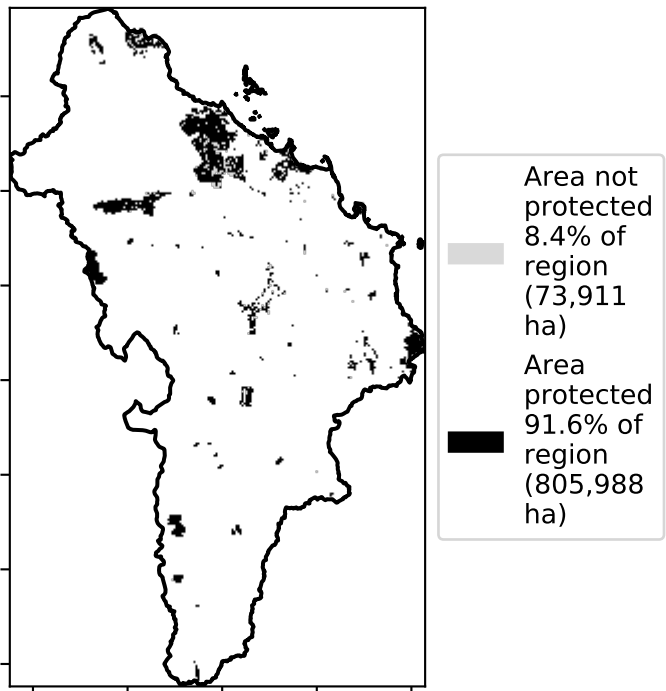 Area not
protected
8.4% of
region
(73,911
ha)
Area
protected
91.6% of
region
(805,988
ha)